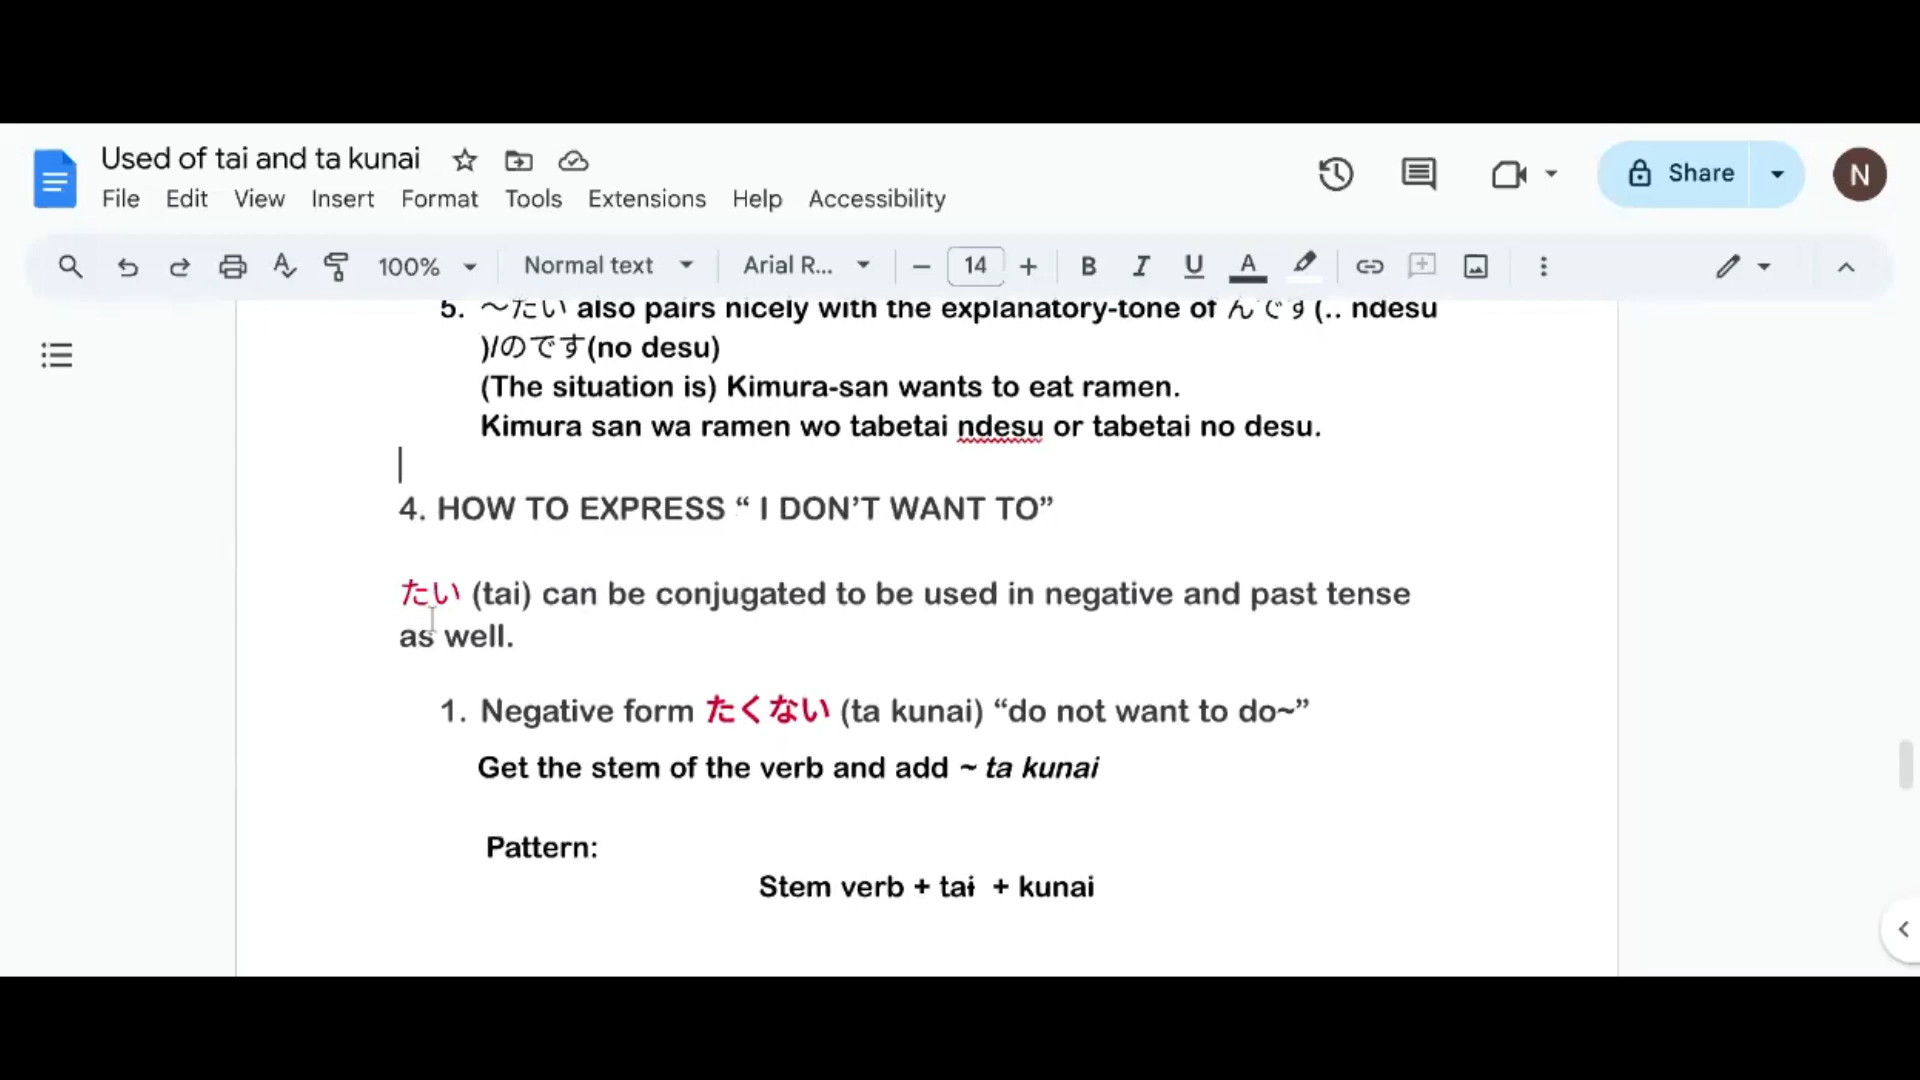 Used of tai and ta kunai
File Edit View Insert Format Tools Extensions Help Accessibility
Share
N
100% Normal text Arial R... 14 B I U A
5. 〜たい also pairs nicely with the explanatory-tone of んです(.. ndesu
)/のです(no desu)
(The situation is) Kimura-san wants to eat ramen.
Kimura san wa ramen wo tabetai ndesu or tabetai no desu.
4. HOW TO EXPRESS “ I DON’T WANT TO”
たい (tai) can be conjugated to be used in negative and past tense
as well.
1. Negative form たくない (ta kunai) “do not want to do~”
Get the stem of the verb and add ~ ta kunai
Pattern:
Stem verb + tai + kunai